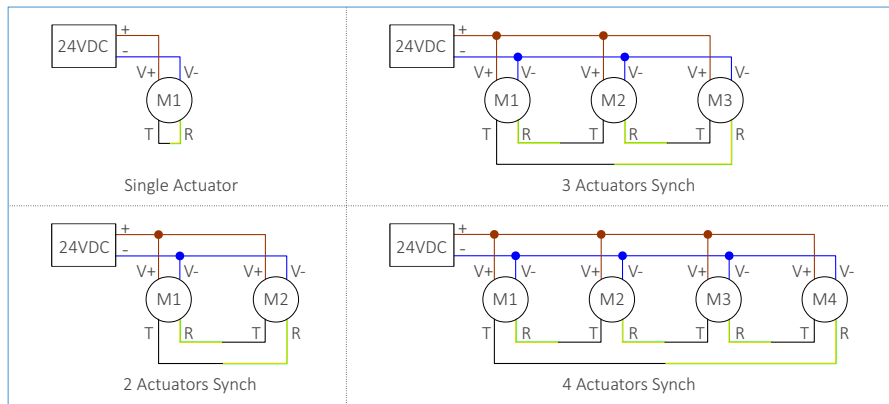 +
24VDC
-
V+ V-
M1
T R
Single Actuator
+
24VDC
-
V+ V- V+ V- V+ V-
M1 M2 M3
T R T R T R
3 Actuators Synch
+
24VDC
-
V+ V- V+ V-
M1 M2
T R T R
2 Actuators Synch
+
24VDC
-
V+ V- V+ V- V+ V- V+ V-
M1 M2 M3 M4
T R T R T R T R
4 Actuators Synch